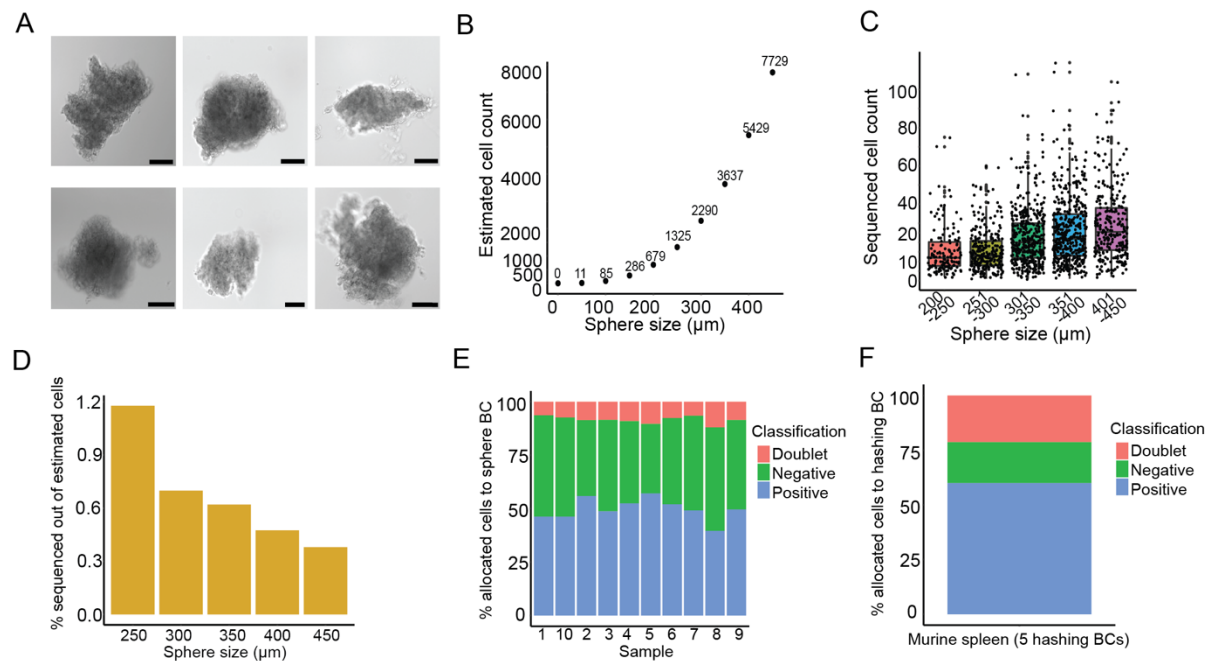 A
B
Estimated cell count
8000
6000
4000
2000
1000
500
0
0
11
85
286
679
1325
2290
3637
5429
7729
0 100 200 300 400
Sphere size (μm)
C
Sequenced cell count
100
80
60
40
20
10
0
200
-250
251
-300
301
-350
351
-400
401
-450
Sphere size (μm)
D
% sequenced out of estimated cells
1.2
0.9
0.6
0.3
0.0
250 300 350 400 450
Sphere size (μm)
E
% allocated cells to sphere BC
100
75
50
25
0
1 10 2 3 4 5 6 7 8 9
Sample
Classification
Doublet
Negative
Positive
F
% allocated cells to hashing BC
100
75
50
25
0
Murine spleen (5 hashing BCs)
Classification
Doublet
Negative
Positive